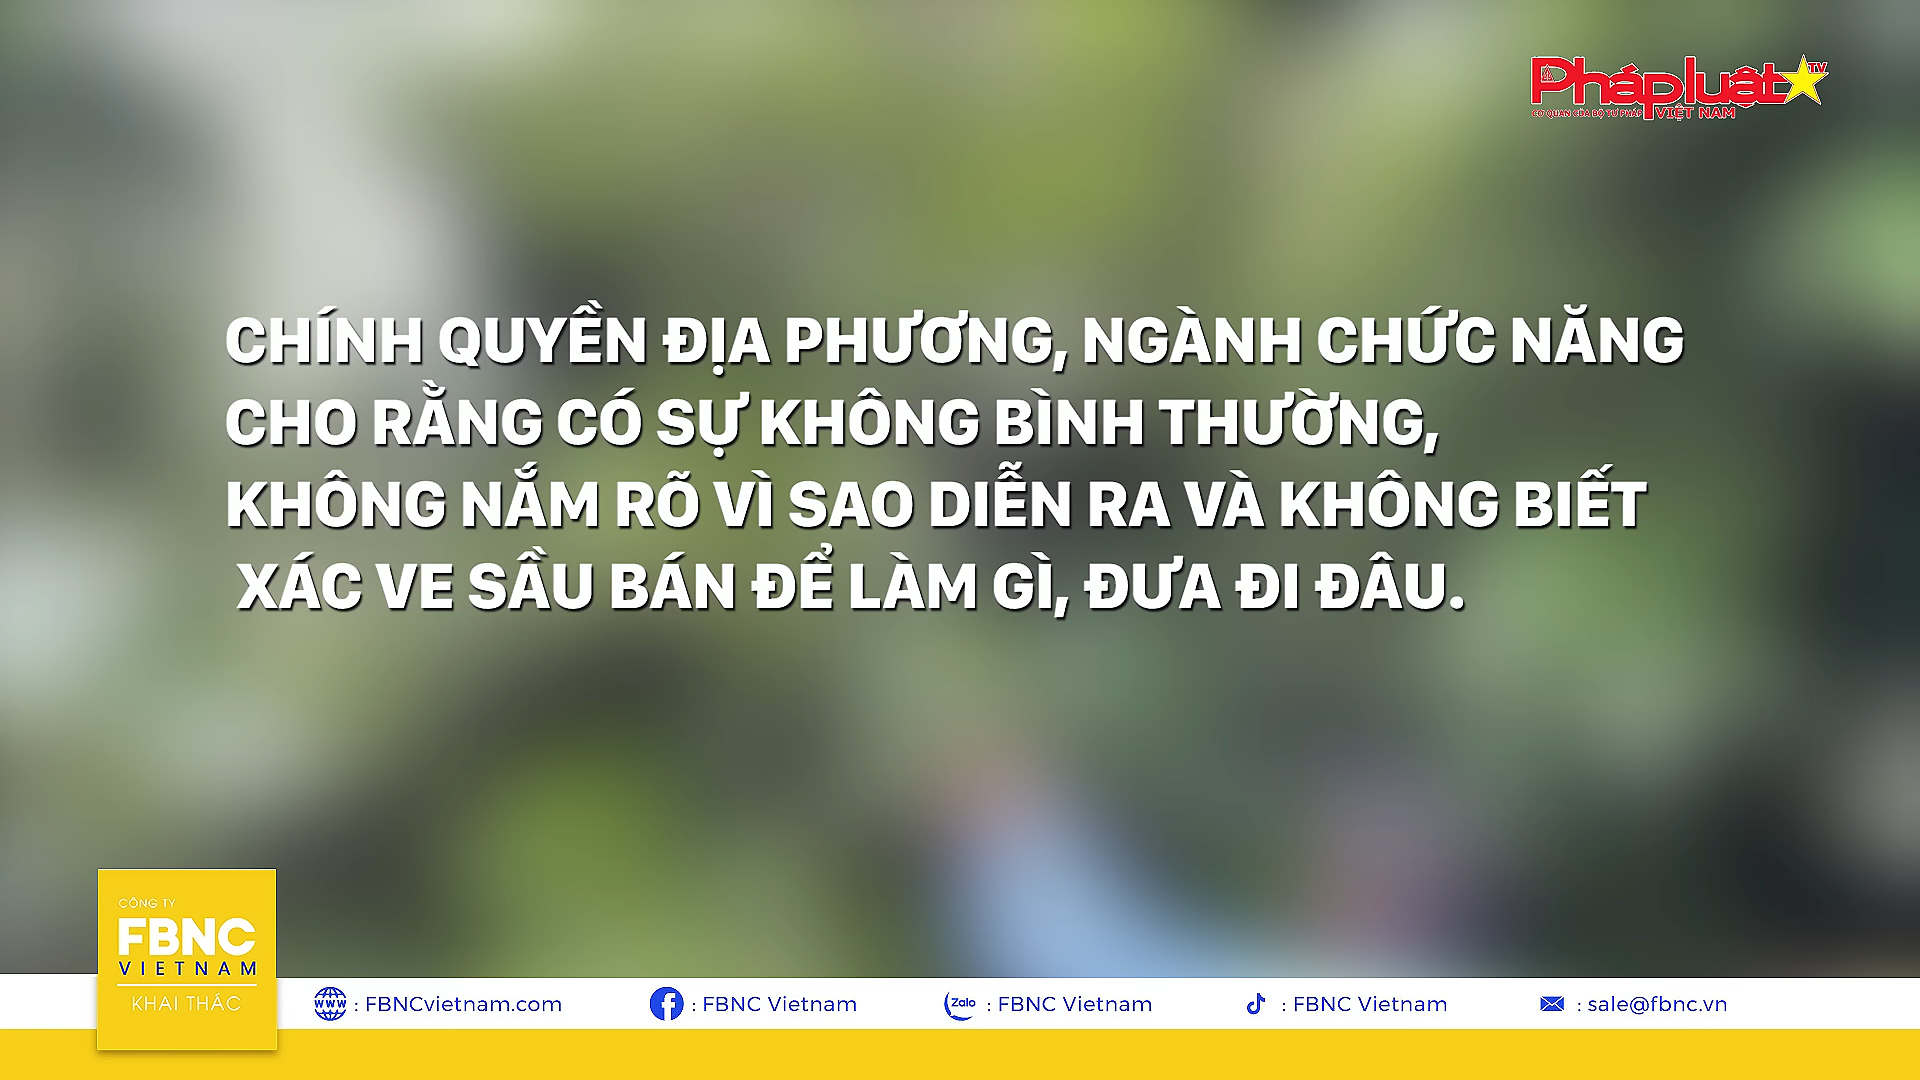 Phápluật TV
CƠ QUAN CỦA BỘ TƯ PHÁP VIỆT NAM
CHÍNH QUYỀN ĐỊA PHƯƠNG, NGÀNH CHỨC NĂNG
CHO RẰNG CÓ SỰ KHÔNG BÌNH THƯỜNG,
KHÔNG NẮM RÕ VÌ SAO DIỄN RA VÀ KHÔNG BIẾT
XÁC VE SẦU BÁN ĐỂ LÀM GÌ, ĐƯA ĐI ĐÂU.
CÔNG TY
FBNC
VIETNAM
KHAI THÁC
www : FBNCvietnam.com
: FBNC Vietnam
Zalo : FBNC Vietnam
: FBNC Vietnam
: sale@fbnc.vn